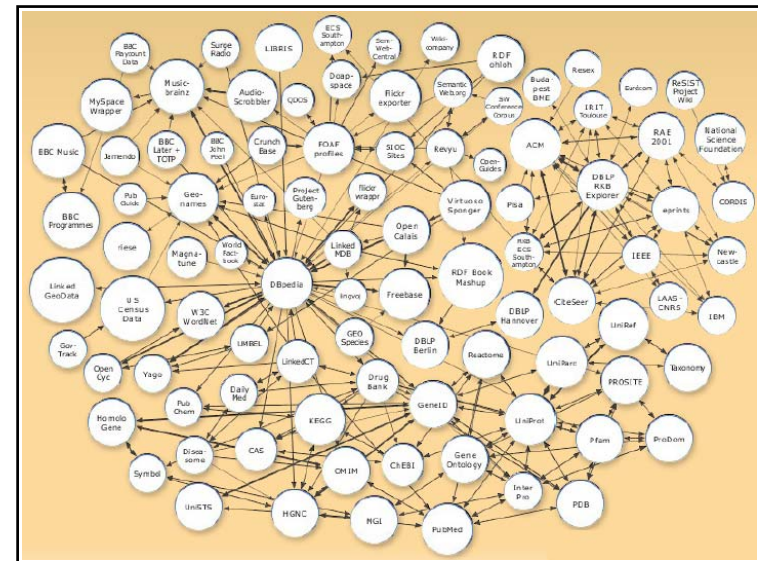 BBC
Playcount
Data
Surge
Radio
LIBRIS
ECS
South-
ampton
Sem-
Web-
Central
Wiki-
company
Music-
brainz
Doap-
space
RDF
ohloh
MySpace
Wrapper
Audio-
Scrobbler
QDOS
Flickr
exporter
Semantic
Web.org
SW
Conference
Corpus
Buda-
pest
BME
Resex
Eurécom
ReSIST
Project
Wiki
IRIT
Toulouse
BBC Music
Jamendo
BBC
Later +
TOTP
BBC
John
Peel
Crunch
Base
FOAF
profiles
SIOC
Sites
Revyu
Open-
Guides
ACM
RAE
2001
National
Science
Foundation
DBLP
RKB
Explorer
Pub
Guide
Geo-
names
Euro-
stat
Project
Guten-
berg
flickr
wrappr
Virtuoso
Sponger
Pisa
eprints
CORDIS
BBC
Programmes
Open
Calais
riese
Magna-
tune
World
Fact-
book
Linked
MDB
RKB
ECS
South-
ampton
IEEE
New-
castle
Linked
GeoData
US
Census
Data
DBpedia
lingvoj
Freebase
RDF Book
Mashup
CiteSeer
LAAS-
CNRS
IBM
W3C
WordNet
DBLP
Hannover
UniRef
Gov-
Track
UMBEL
GEO
Species
DBLP
Berlin
Reactome
UniParc
Taxonomy
Open
Cyc
Yago
LinkedCT
Drug
Bank
PROSITE
Daily
Med
Pub
Chem
GeneID
Homolo
Gene
KEGG
UniProt
Pfam
ProDom
Disea-
some
CAS
ChEBI
Gene
Ontology
Symbol
OMIM
Inter
Pro
UniSTS
HGNC
MGI
PubMed
PDB